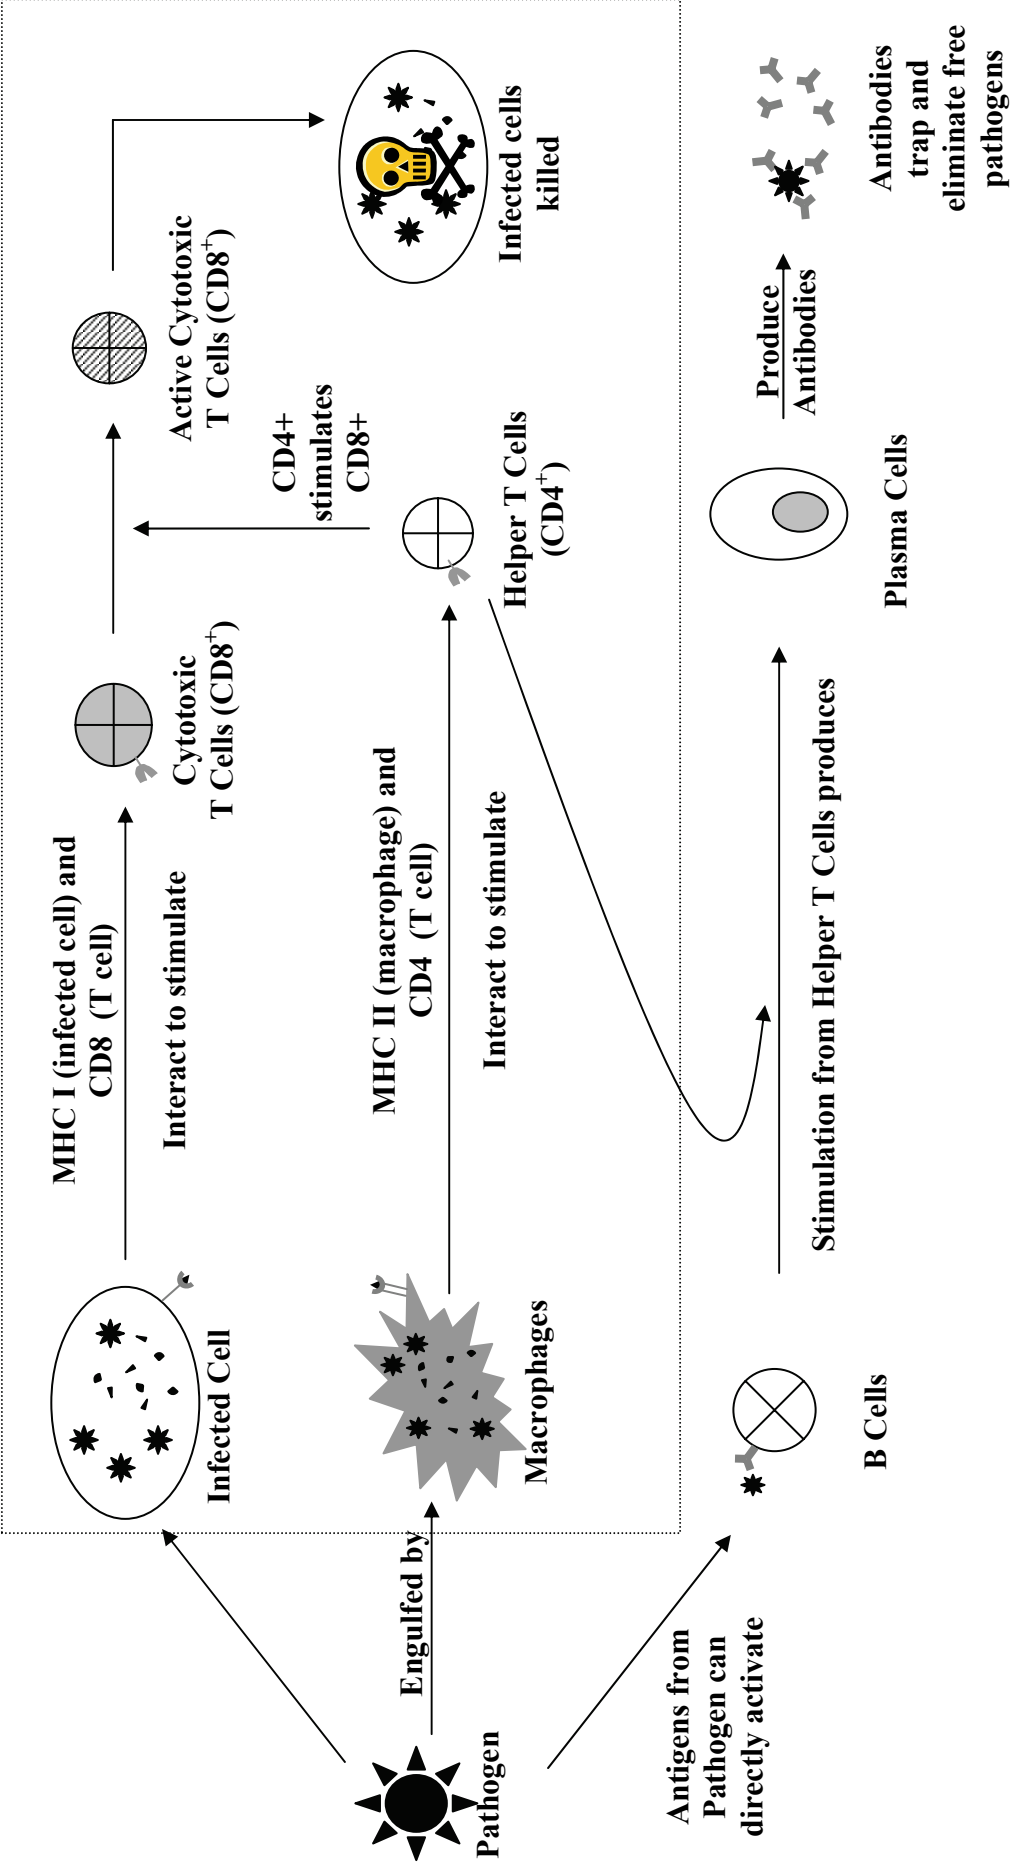 Pathogen
Engulfed by
Antigens from
Pathogen can
directly activate
Infected Cell
Macrophages
B Cells
MHC I (infected cell) and
CD8  (T cell)
Interact to stimulate
MHC II (macrophage) and
CD4  (T cell)
Interact to stimulate
Stimulation from Helper T Cells produces
Cytotoxic
T Cells (CD8⁺)
CD4+
stimulates
CD8+
Helper T Cells
(CD4⁺)
Plasma Cells
Active Cytotoxic
T Cells (CD8⁺)
Produce
Antibodies
Infected cells
killed
Antibodies
trap and
eliminate free
pathogens